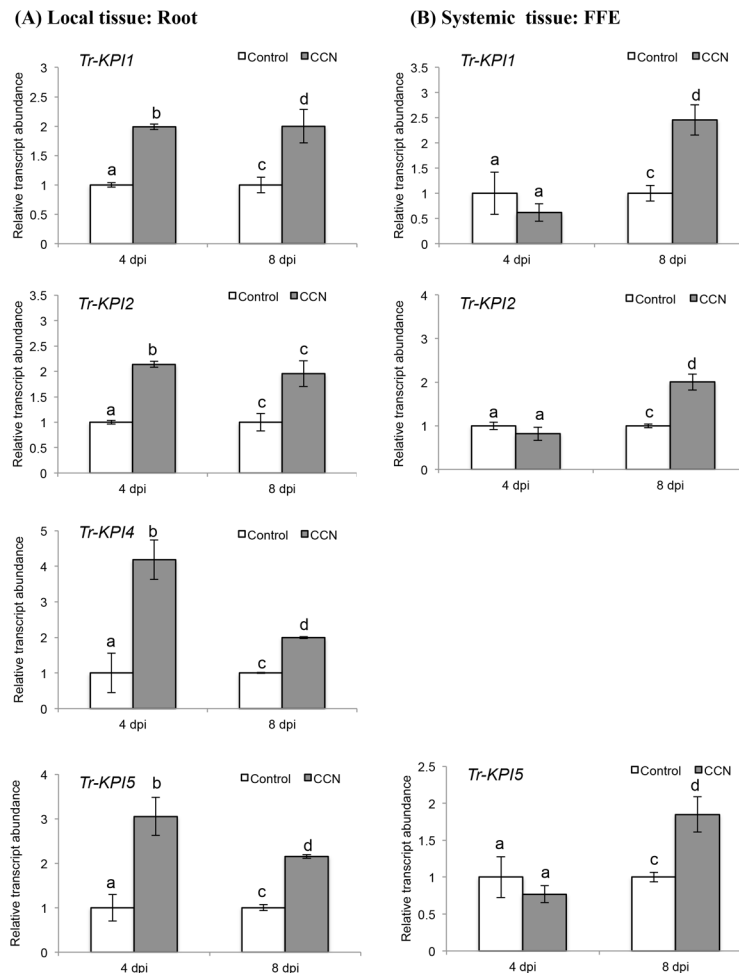 (A) Local tissue: Root
(B) Systemic tissue: FFE
Tr-KPI1
Control CCN
Relative transcript abundance
3
2.5
2
1.5
1
0.5
0
a
b
c
d
4 dpi 8 dpi
Tr-KPI1
Control CCN
Relative transcript abundance
3.5
3
2.5
2
1.5
1
0.5
0
a
a
c
d
4 dpi 8 dpi
Tr-KPI2
Control CCN
Relative transcript abundance
3.5
3
2.5
2
1.5
1
0.5
0
a
b
c
c
4 dpi 8 dpi
Tr-KPI2
Control CCN
Relative transcript abundance
4
3
2
1
0
a
a
c
d
4 dpi 8 dpi
Tr-KPI4
Control CCN
Relative transcript abundance
5
4
3
2
1
0
a
b
c
d
4 dpi 8 dpi
Tr-KPI5
Control CCN
Relative transcript abundance
4
3
2
1
0
a
b
c
d
4 dpi 8 dpi
Tr-KPI5
Control CCN
Relative transcript abundance
2.5
2
1.5
1
0.5
0
a
a
c
d
4 dpi 8 dpi